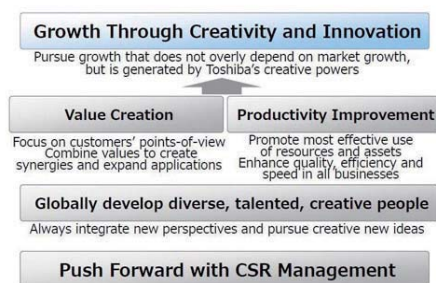 Growth Through Creativity and Innovation
Pursue growth that does not overly depend on market growth,
but is generated by Toshiba's creative powers
Value Creation
Focus on customers' points-of-view
Combine values to create
synergies and expand applications
Productivity Improvement
Promote most effective use
of resources and assets
Enhance quality, efficiency and
speed in all businesses
Globally develop diverse, talented, creative people
Always integrate new perspectives and pursue creative new ideas
Push Forward with CSR Management